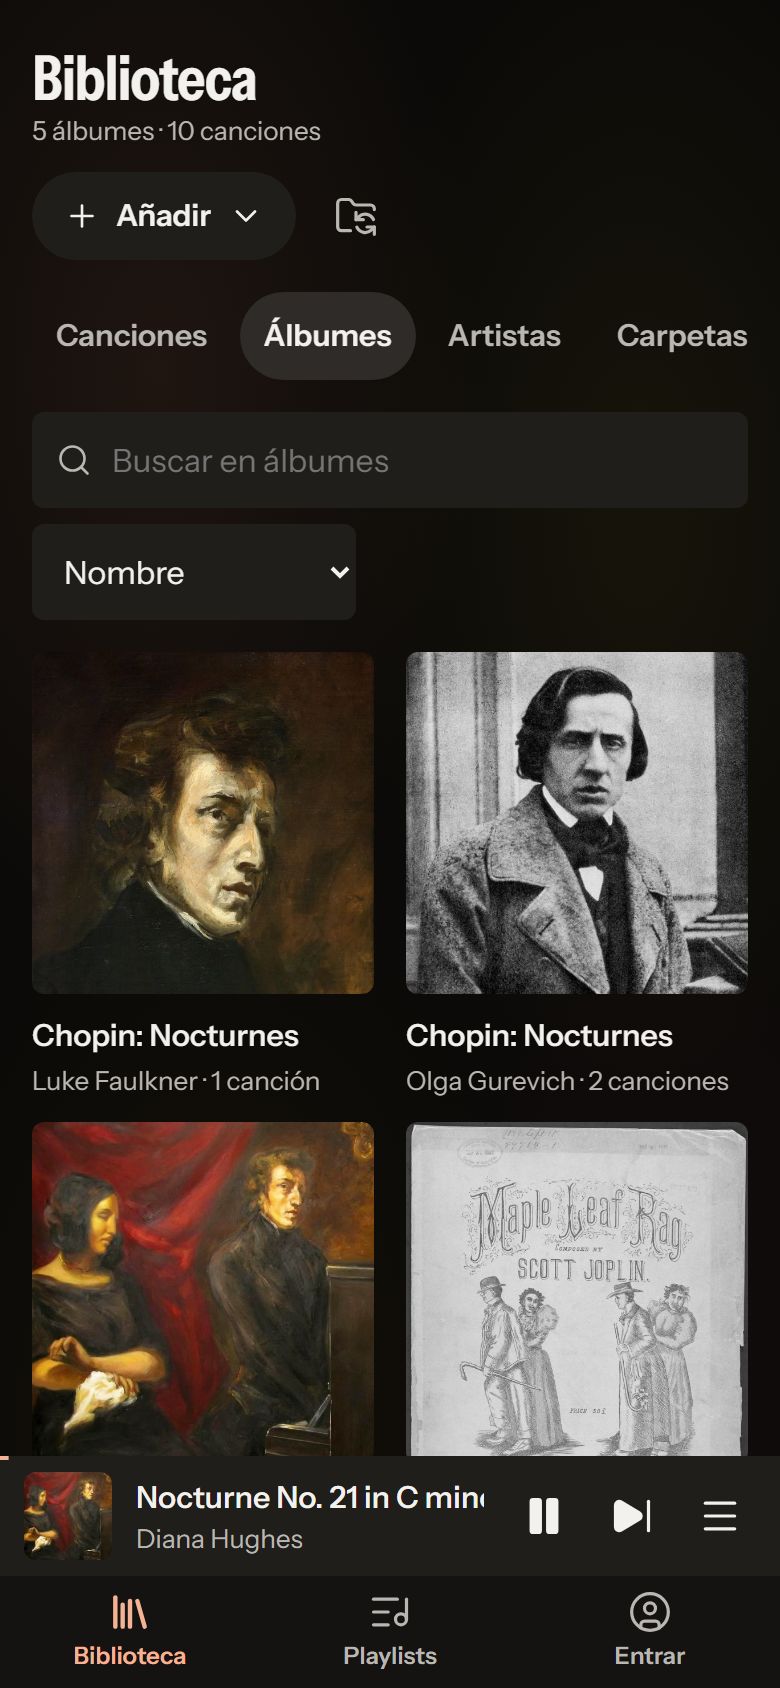 Biblioteca
5 álbumes · 10 canciones
Añadir
Canciones Álbumes Artistas Carpetas
Buscar en álbumes
Nombre
Chopin: Nocturnes
Luke Faulkner · 1 canción
Chopin: Nocturnes
Olga Gurevich · 2 canciones
Maple Leaf Rag
COMPOSED BY
SCOTT JOPLIN.
Nocturne No. 21 in C min
Diana Hughes
Biblioteca Playlists Entrar